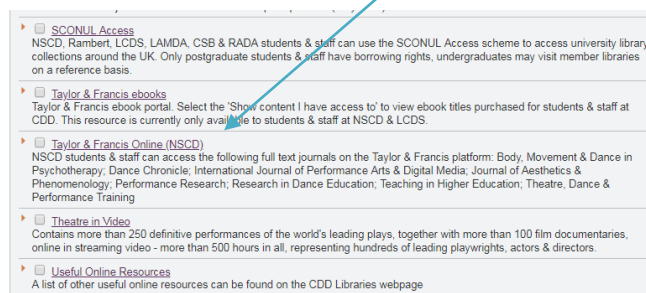 SCONUL Access
NSCD, Rambert, LCDS, LAMDA, CSB & RADA students & staff can use the SCONUL Access scheme to access university library
collections around the UK. Only postgraduate students & staff have borrowing rights, undergraduates may visit member libraries
on a reference basis.
Taylor & Francis ebooks
Taylor & Francis ebook portal. Select the 'Show content I have access to' to view ebook titles purchased for students & staff at
CDD. This resource is currently only available to students & staff at NSCD & LCDS.
Taylor & Francis Online (NSCD)
NSCD students & staff can access the following full text journals on the Taylor & Francis platform: Body, Movement & Dance in
Psychotherapy; Dance Chronicle; International Journal of Performance Arts & Digital Media; Journal of Aesthetics &
Phenomenology; Performance Research; Research in Dance Education; Teaching in Higher Education; Theatre, Dance &
Performance Training
Theatre in Video
Contains more than 250 definitive performances of the world's leading plays, together with more than 100 film documentaries,
online in streaming video - more than 500 hours in all, representing hundreds of leading playwrights, actors & directors.
Useful Online Resources
A list of other useful online resources can be found on the CDD Libraries webpage